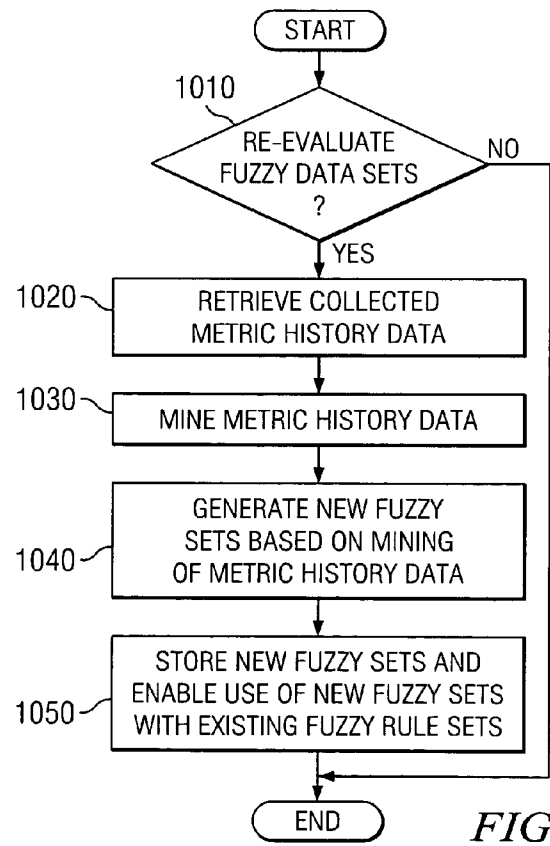 START
1010
RE-EVALUATE
FUZZY DATA SETS
?
NO
YES
1020
RETRIEVE COLLECTED
METRIC HISTORY DATA
1030
MINE METRIC HISTORY DATA
1040
GENERATE NEW FUZZY
SETS BASED ON MINING
OF METRIC HISTORY DATA
1050
STORE NEW FUZZY SETS AND
ENABLE USE OF NEW FUZZY SETS
WITH EXISTING FUZZY RULE SETS
END
FIG